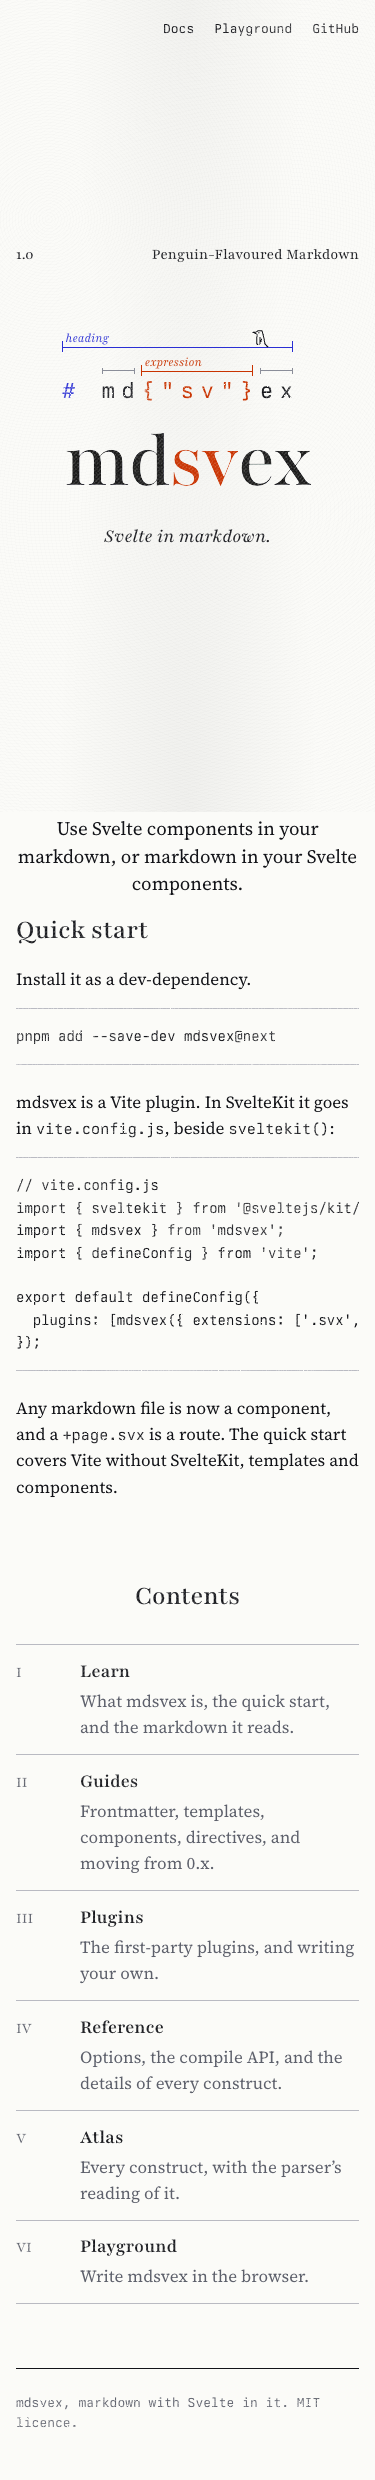 Docs Playground GitHub
1.0 Penguin-Flavoured Markdown
heading
expression
# md{"sv"}ex
mdsvex
Svelte in markdown.
Use Svelte components in your
markdown, or markdown in your Svelte
components.
Quick start
Install it as a dev-dependency.
pnpm add --save-dev mdsvex@next
mdsvex is a Vite plugin. In SvelteKit it goes
in vite.config.js, beside sveltekit():
// vite.config.js
import { sveltekit } from '@sveltejs/kit/
import { mdsvex } from 'mdsvex';
import { defineConfig } from 'vite';
export default defineConfig({
  plugins: [mdsvex({ extensions: ['.svx',
});
Any markdown file is now a component,
and a +page.svx is a route. The quick start
covers Vite without SvelteKit, templates and
components.
Contents
I Learn
What mdsvex is, the quick start,
and the markdown it reads.
II Guides
Frontmatter, templates,
components, directives, and
moving from 0.x.
III Plugins
The first-party plugins, and writing
your own.
IV Reference
Options, the compile API, and the
details of every construct.
V Atlas
Every construct, with the parser’s
reading of it.
VI Playground
Write mdsvex in the browser.
mdsvex, markdown with Svelte in it. MIT
licence.